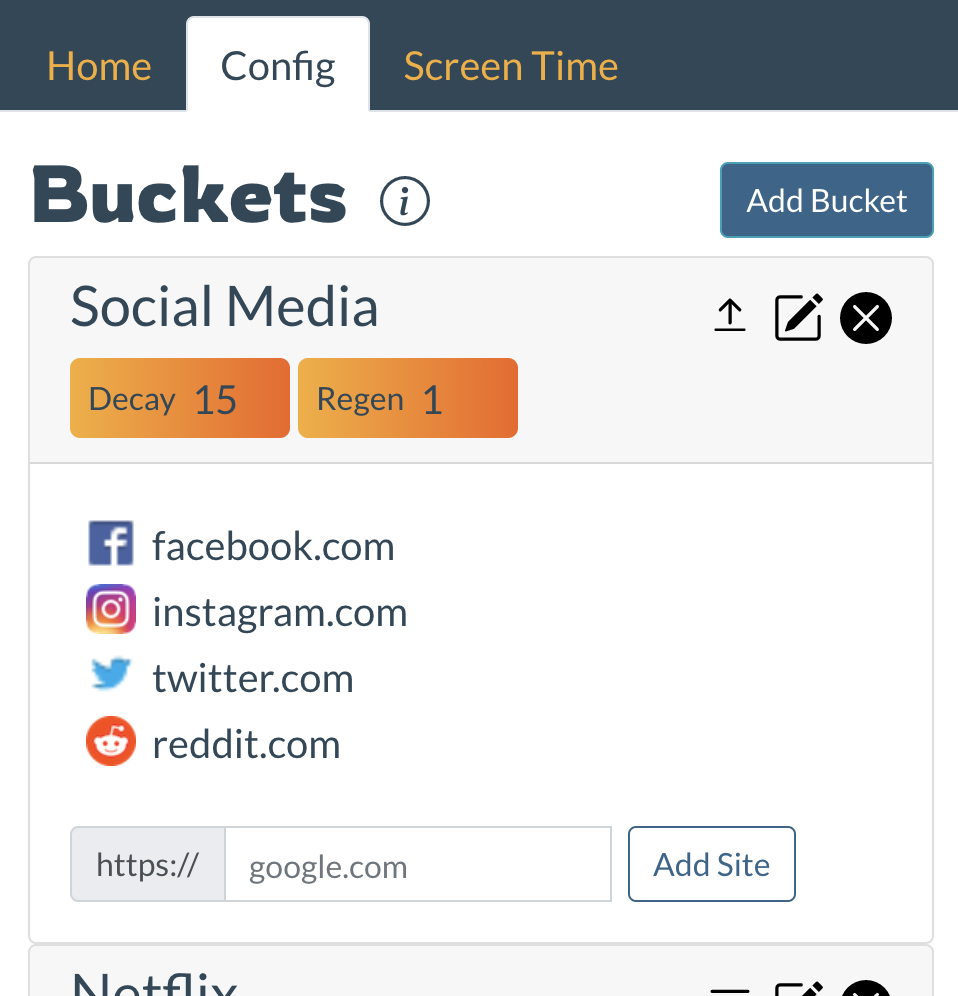 Home Config Screen Time
Buckets i Add Bucket
Social Media
Decay 15 Regen 1
facebook.com
instagram.com
twitter.com
reddit.com
https:// google.com Add Site
Netflix